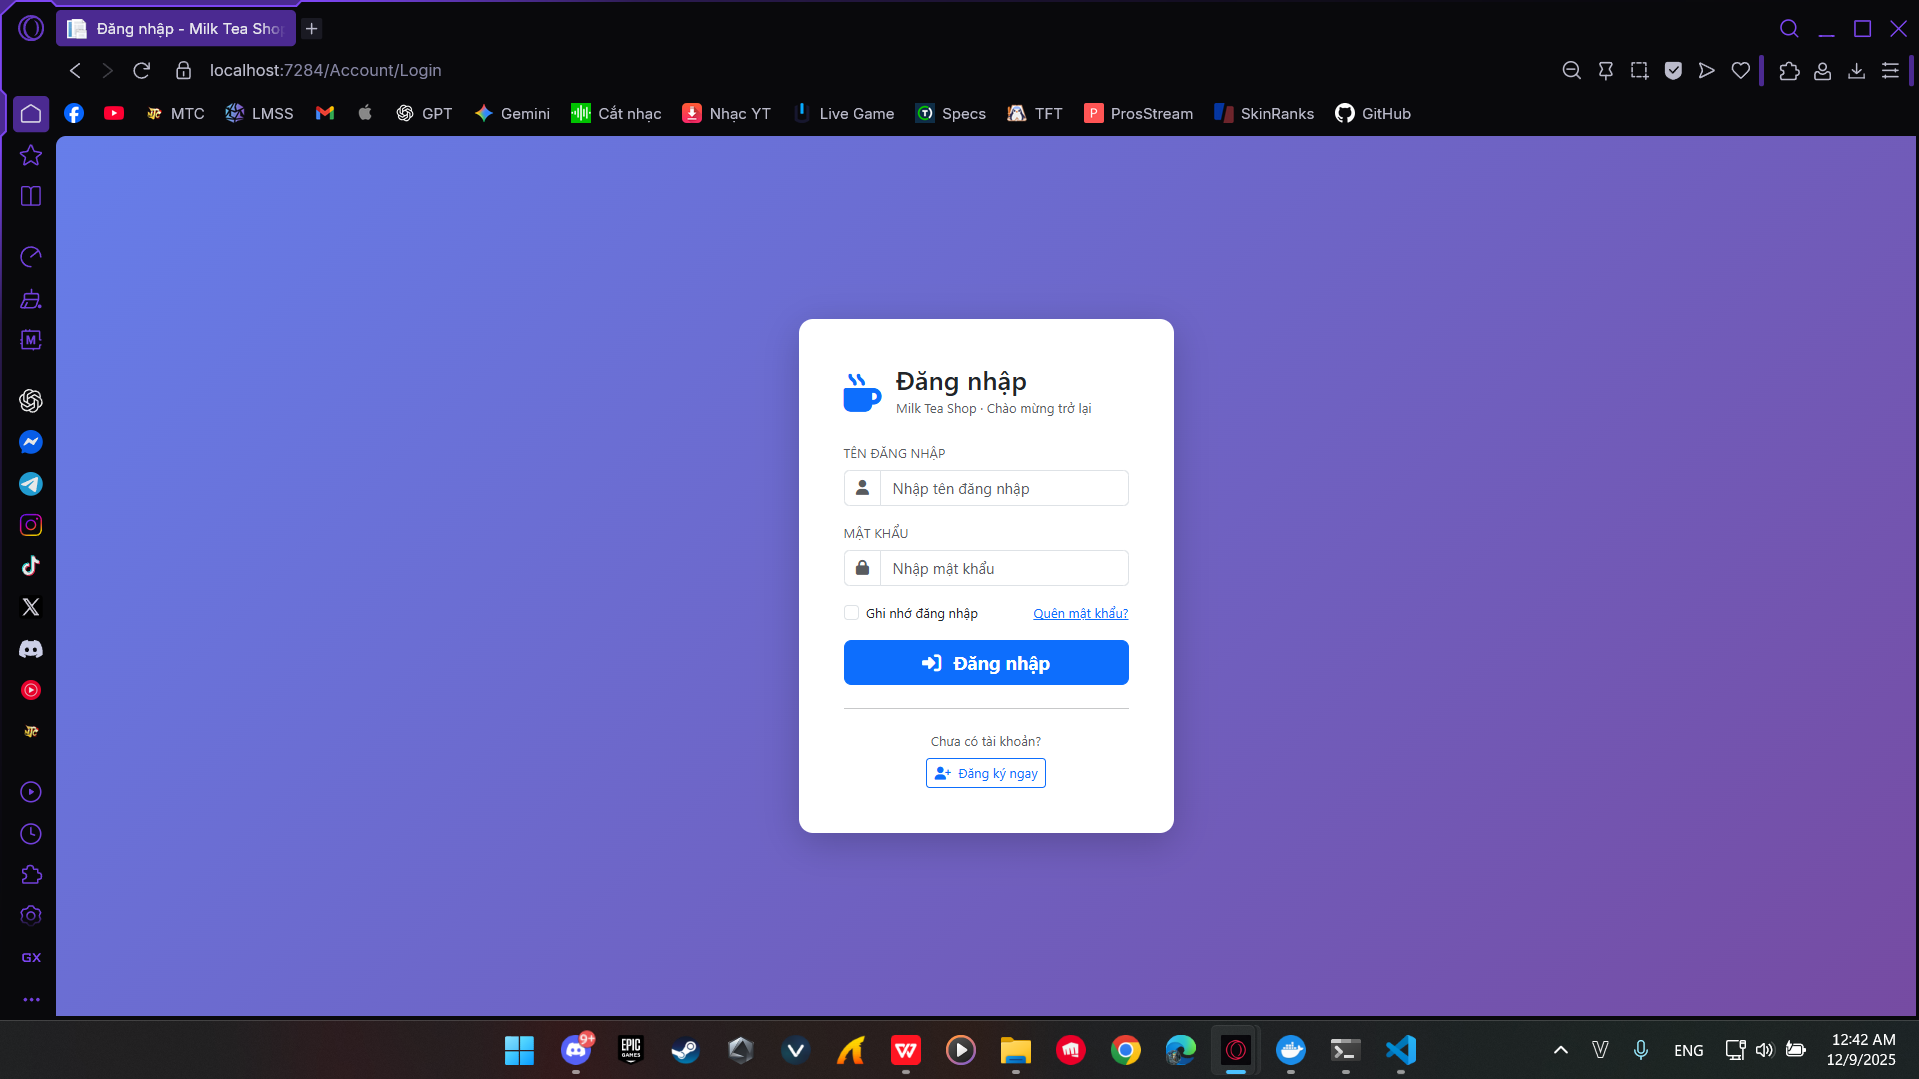 Đăng nhập - Milk Tea Shop
localhost:7284/Account/Login
MTC LMSS GPT Gemini Cắt nhạc Nhạc YT Live Game Specs TFT ProsStream SkinRanks GitHub
M
Đăng nhập
Milk Tea Shop · Chào mừng trở lại
TÊN ĐĂNG NHẬP
Nhập tên đăng nhập
MẬT KHẨU
Nhập mật khẩu
Ghi nhớ đăng nhập Quên mật khẩu?
Đăng nhập
Chưa có tài khoản?
Đăng ký ngay
GX
9+
EPIC GAMES
ENG
12:42 AM
12/9/2025